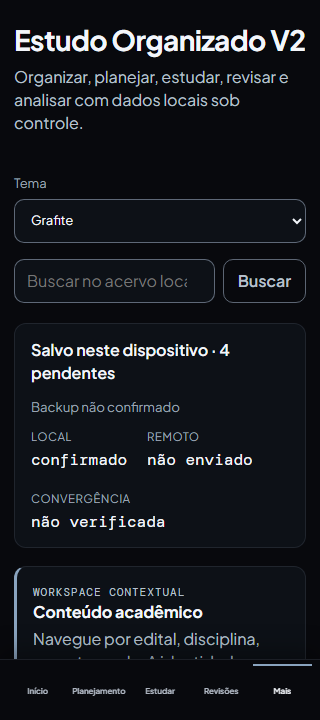 Estudo Organizado V2
Organizar, planejar, estudar, revisar e
analisar com dados locais sob
controle.
Tema
Grafite
Buscar no acervo loca
Buscar
Salvo neste dispositivo · 4
pendentes
Backup não confirmado
LOCAL REMOTO
confirmado não enviado
CONVERGÊNCIA
não verificada
WORKSPACE CONTEXTUAL
Conteúdo acadêmico
Navegue por edital, disciplina,
Início Planejamento Estudar Revisões Mais